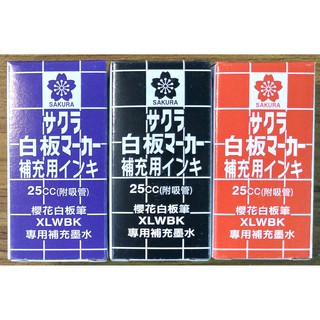 SAKURA
サクラ
白板マーカー
補充用インキ
25CC(附吸管)
櫻花白板筆
XLWBK
專用補充墨水
SAKURA
サクラ
白板マーカー
補充用インキ
25CC(附吸管)
櫻花白板筆
XLWBK
專用補充墨水
SAKURA
サクラ
白板マーカー
補充用インキ
25CC(附吸管)
櫻花白板筆
XLWBK
專用補充墨水